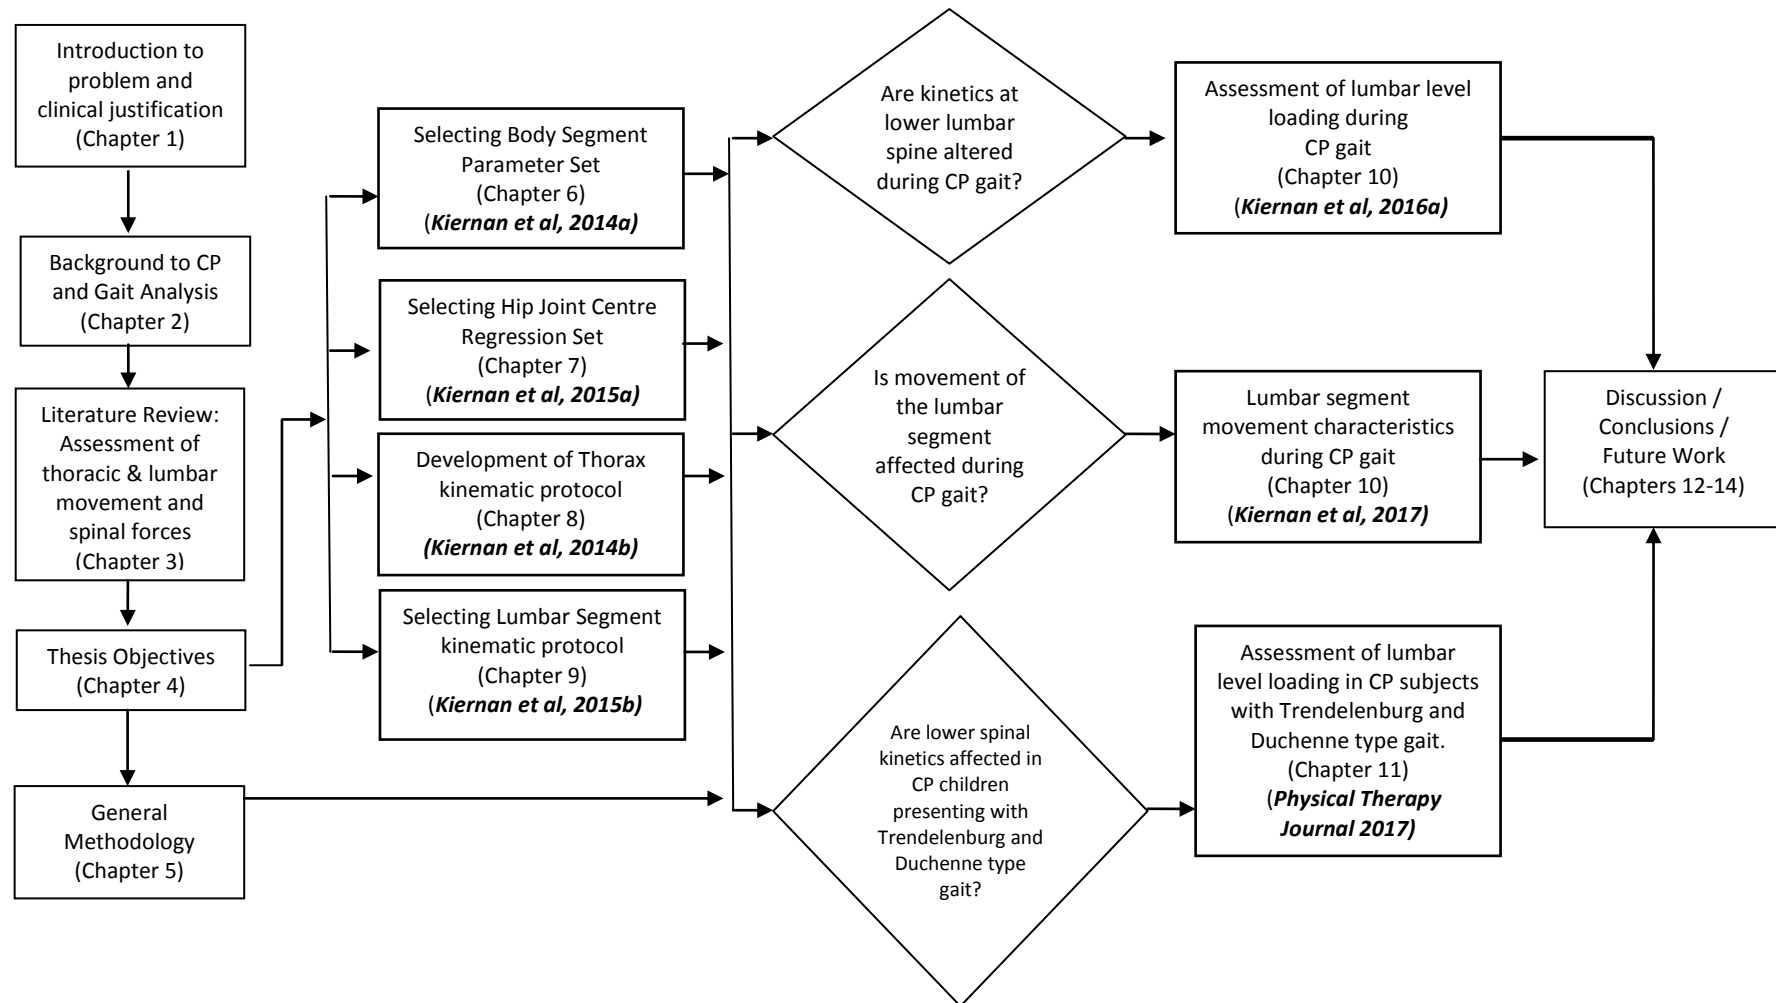 Introduction to
problem and
clinical justification
(Chapter 1)
Background to CP
and Gait Analysis
(Chapter 2)
Literature Review:
Assessment of
thoracic & lumbar
movement and
spinal forces
(Chapter 3)
Thesis Objectives
(Chapter 4)
General
Methodology
(Chapter 5)
Selecting Body Segment
Parameter Set
(Chapter 6)
(Kiernan et al, 2014a)
Selecting Hip Joint Centre
Regression Set
(Chapter 7)
(Kiernan et al, 2015a)
Development of Thorax
kinematic protocol
(Chapter 8)
(Kiernan et al, 2014b)
Selecting Lumbar Segment
kinematic protocol
(Chapter 9)
(Kiernan et al, 2015b)
Are kinetics at
lower lumbar
spine altered
during CP gait?
Is movement of
the lumbar
segment
affected during
CP gait?
Are lower spinal
kinetics affected in
CP children
presenting with
Trendelenburg and
Duchenne type
gait?
Assessment of lumbar level
loading during
CP gait
(Chapter 10)
(Kiernan et al, 2016a)
Lumbar segment
movement characteristics
during CP gait
(Chapter 10)
(Kiernan et al, 2017)
Assessment of lumbar
level loading in CP subjects
with Trendelenburg and
Duchenne type gait.
(Chapter 11)
(Physical Therapy
Journal 2017)
Discussion /
Conclusions /
Future Work
(Chapters 12-14)